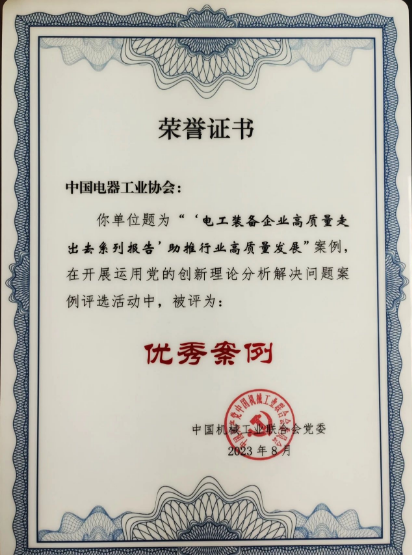 荣誉证书
中国电器工业协会：
你单位题为“‘电工装备企业高质量走
出去系列报告’助推行业高质量发展”案例，
在开展运用党的创新理论分析解决问题案
例评选活动中，被评为：
优秀案例
中国机械工业联合会党委
2023年8月